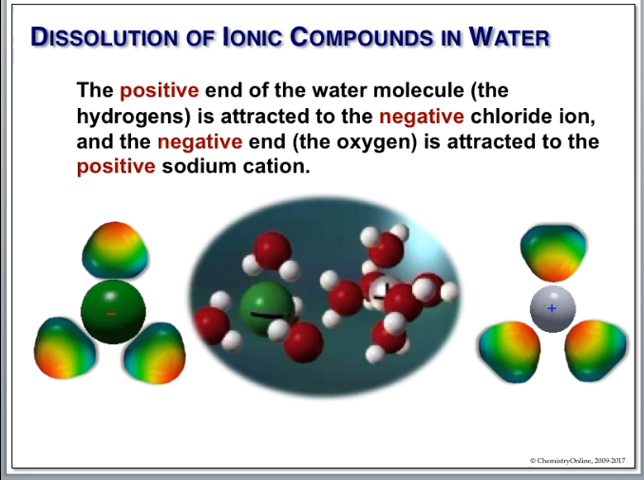 DISSOLUTION OF IONIC COMPOUNDS IN WATER
The positive end of the water molecule (the
hydrogens) is attracted to the negative chloride ion,
and the negative end (the oxygen) is attracted to the
positive sodium cation.
−
−
+
+
© ChemistryOnline, 2009-2017